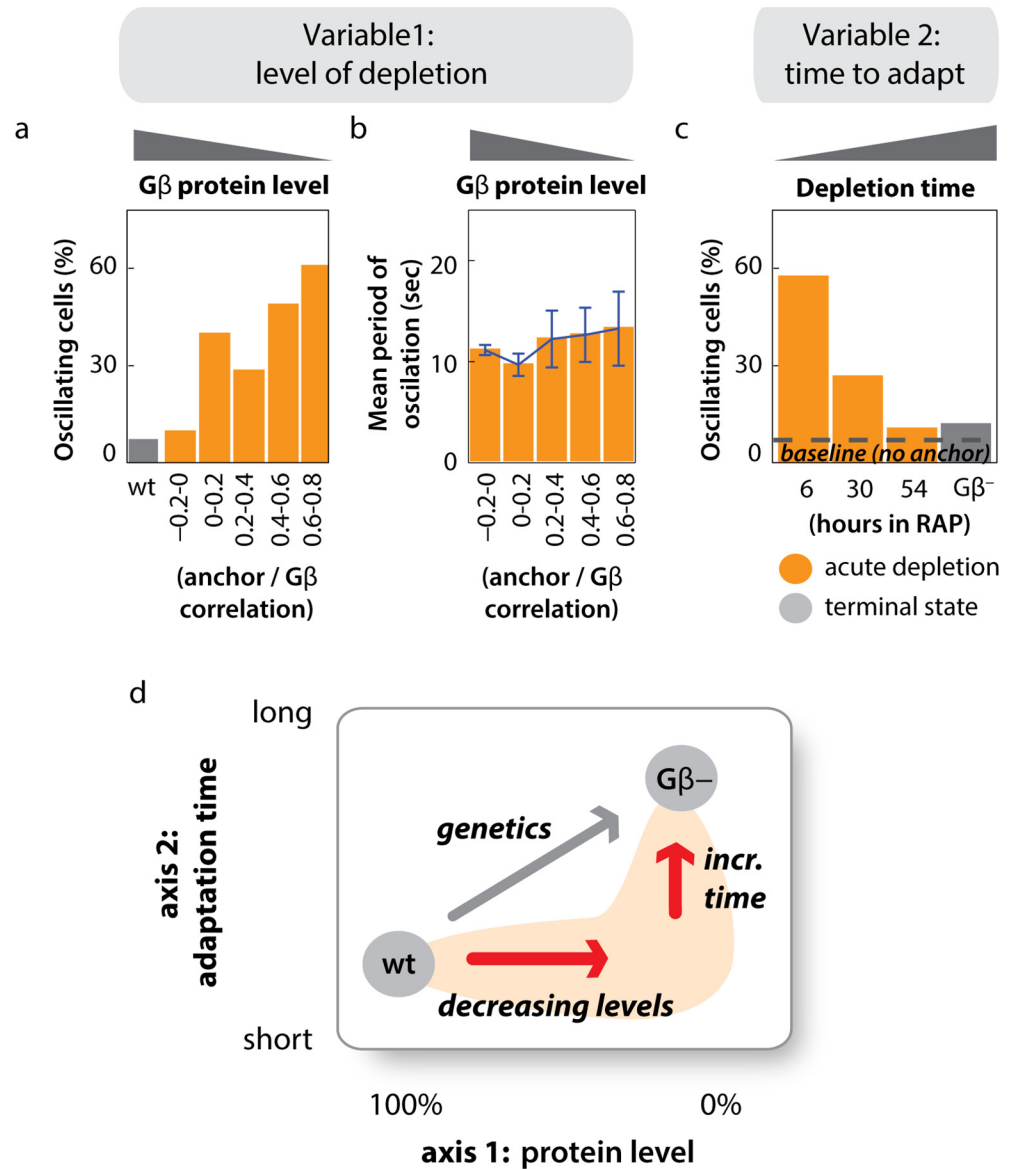 Variable1:
level of depletion
Variable 2:
time to adapt
a
Gβ protein level
Oscillating cells (%)
60
30
0
wt
−0.2-0
0-0.2
0.2-0.4
0.4-0.6
0.6-0.8
(anchor / Gβ
correlation)
b
Gβ protein level
Mean period of
oscilation (sec)
20
10
0
−0.2-0
0-0.2
0.2-0.4
0.4-0.6
0.6-0.8
(anchor / Gβ
correlation)
c
Depletion time
Oscillating cells (%)
60
30
0
baseline (no anchor)
6 30 54 Gβ−
(hours in RAP)
acute depletion
terminal state
d
long
short
axis 2:
adaptation time
Gβ−
genetics
incr.
time
wt
decreasing levels
100% 0%
axis 1: protein level